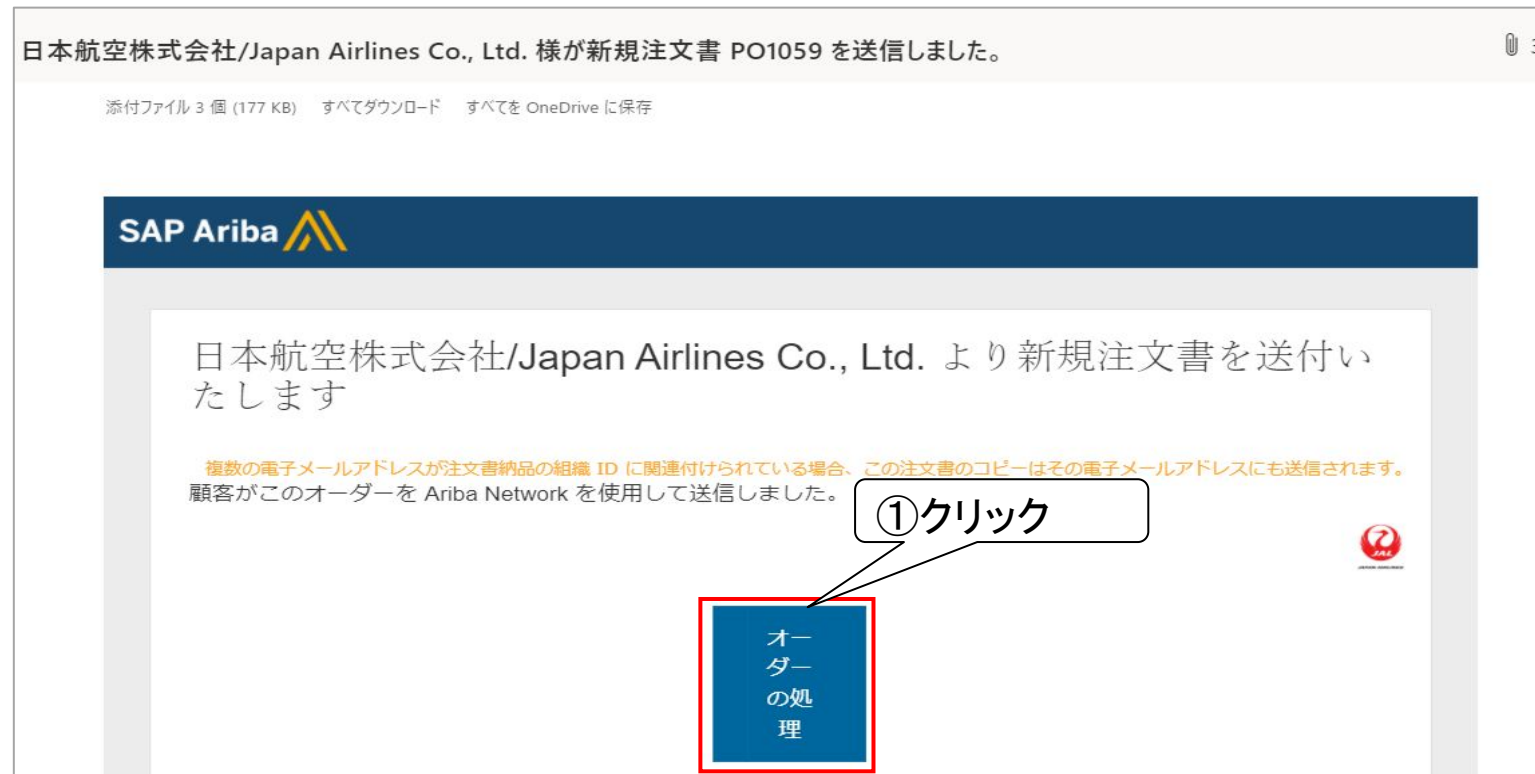 日本航空株式会社/Japan Airlines Co., Ltd. 様が新規注文書 PO1059 を送信しました。
添付ファイル 3 個 (177 KB) すべてダウンロード すべてを OneDrive に保存
SAP Ariba
日本航空株式会社/Japan Airlines Co., Ltd. より新規注文書を送付い
たします
複数の電子メールアドレスが注文書納品の組織 ID に関連付けられている場合、この注文書のコピーはその電子メールアドレスにも送信されます。
顧客がこのオーダーを Ariba Network を使用して送信しました。
①クリック
JAL
オー
ダー
の処
理